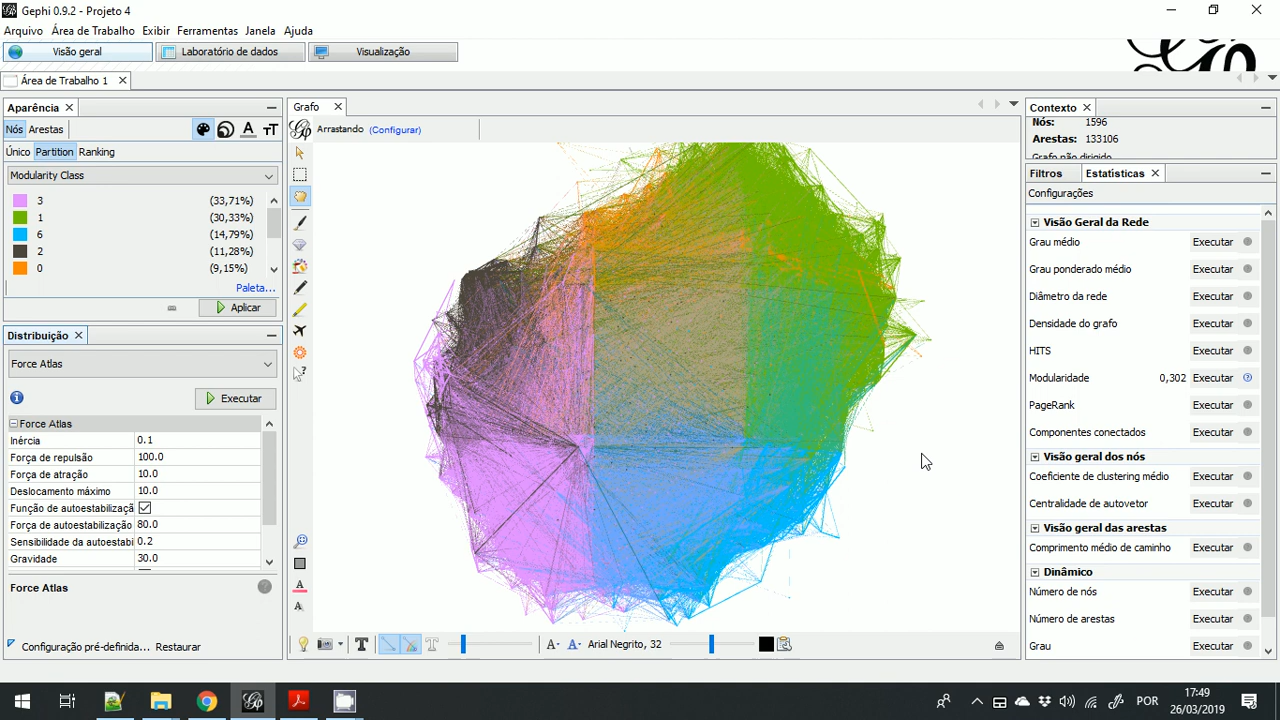 Gephi 0.9.2 - Projeto 4
Arquivo Área de Trabalho Exibir Ferramentas Janela Ajuda
Visão geral Laboratório de dados Visualização
Área de Trabalho 1
Aparência
Nós Arestas
Único Partition Ranking
Modularity Class
3 (33,71%)
1 (30,33%)
6 (14,79%)
2 (11,28%)
0 (9,15%)
Paleta...
Aplicar
Distribuição
Force Atlas
Executar
Force Atlas
Inércia 0.1
Força de repulsão 100.0
Força de atração 10.0
Deslocamento máximo 10.0
Função de autoestabilizaçã
Força de autoestabilização 80.0
Sensibilidade da autoestabi 0.2
Gravidade 30.0
Force Atlas
Configuração pré-definida... Restaurar
Grafo
Arrastando (Configurar)
Arial Negrito, 32
Contexto
Nós: 1596
Arestas: 133106
Grafo não dirigido
Filtros Estatísticas
Configurações
Visão Geral da Rede
Grau médio Executar
Grau ponderado médio Executar
Diâmetro da rede Executar
Densidade do grafo Executar
HITS Executar
Modularidade 0,302 Executar
PageRank Executar
Componentes conectados Executar
Visão geral dos nós
Coeficiente de clustering médio Executar
Centralidade de autovetor Executar
Visão geral das arestas
Comprimento médio de caminho Executar
Dinâmico
Número de nós Executar
Número de arestas Executar
Grau Executar
POR
17:49
26/03/2019